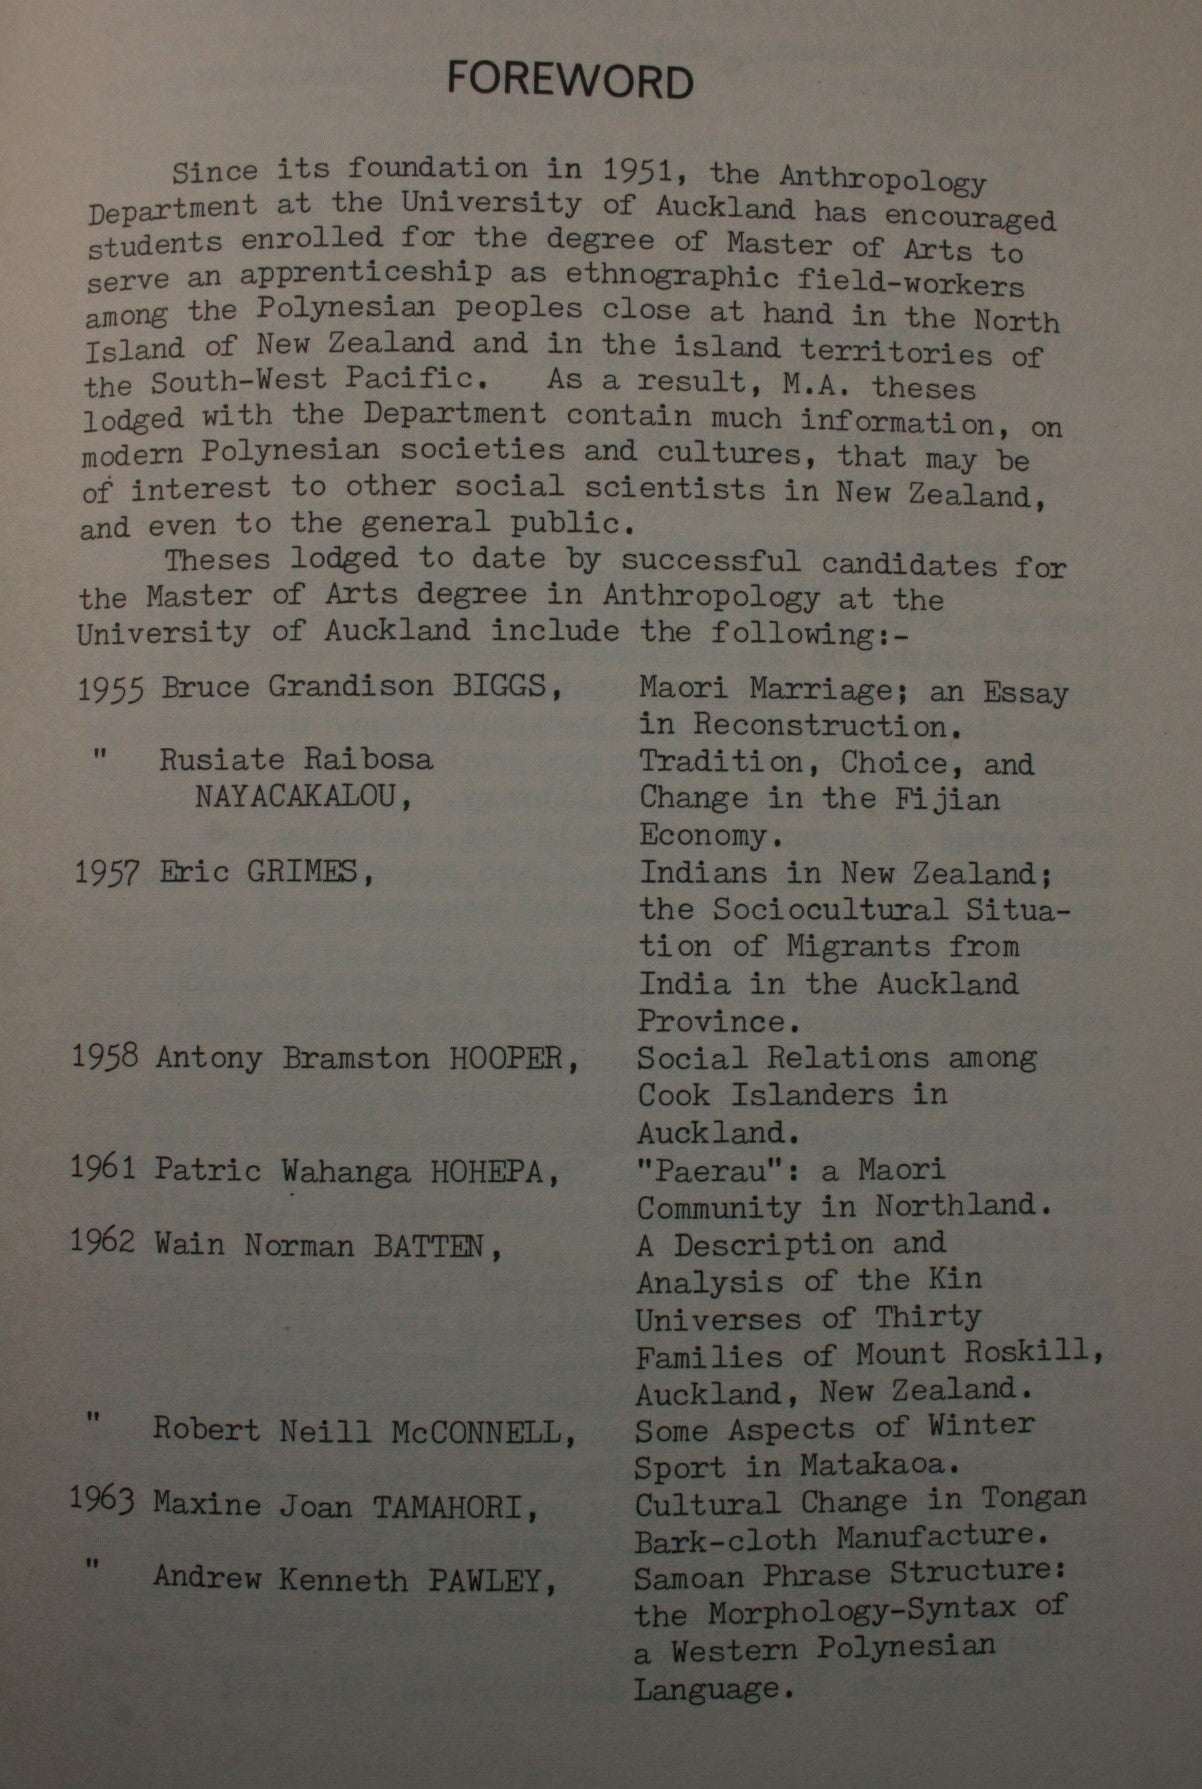 FOREWORD
Since its foundation in 1951, the Anthropology
Department at the University of Auckland has encouraged
students enrolled for the degree of Master of Arts to
serve an apprenticeship as ethnographic field-workers
among the Polynesian peoples close at hand in the North
Island of New Zealand and in the island territories of
the South-West Pacific. As a result, M.A. theses
lodged with the Department contain much information, on
modern Polynesian societies and cultures, that may be
of interest to other social scientists in New Zealand,
and even to the general public.
Theses lodged to date by successful candidates for
the Master of Arts degree in Anthropology at the
University of Auckland include the following:-
1955 Bruce Grandison BIGGS, Maori Marriage; an Essay
in Reconstruction.
" Rusiate Raibosa Tradition, Choice, and
NAYACAKALOU, Change in the Fijian
Economy.
1957 Eric GRIMES, Indians in New Zealand;
the Sociocultural Situa-
tion of Migrants from
India in the Auckland
Province.
1958 Antony Bramston HOOPER, Social Relations among
Cook Islanders in
Auckland.
1961 Patric Wahanga HOHEPA, "Paerau": a Maori
Community in Northland.
1962 Wain Norman BATTEN, A Description and
Analysis of the Kin
Universes of Thirty
Families of Mount Roskill,
Auckland, New Zealand.
" Robert Neill McCONNELL, Some Aspects of Winter
Sport in Matakaoa.
1963 Maxine Joan TAMAHORI, Cultural Change in Tongan
Bark-cloth Manufacture.
" Andrew Kenneth PAWLEY, Samoan Phrase Structure:
the Morphology-Syntax of
a Western Polynesian
Language.